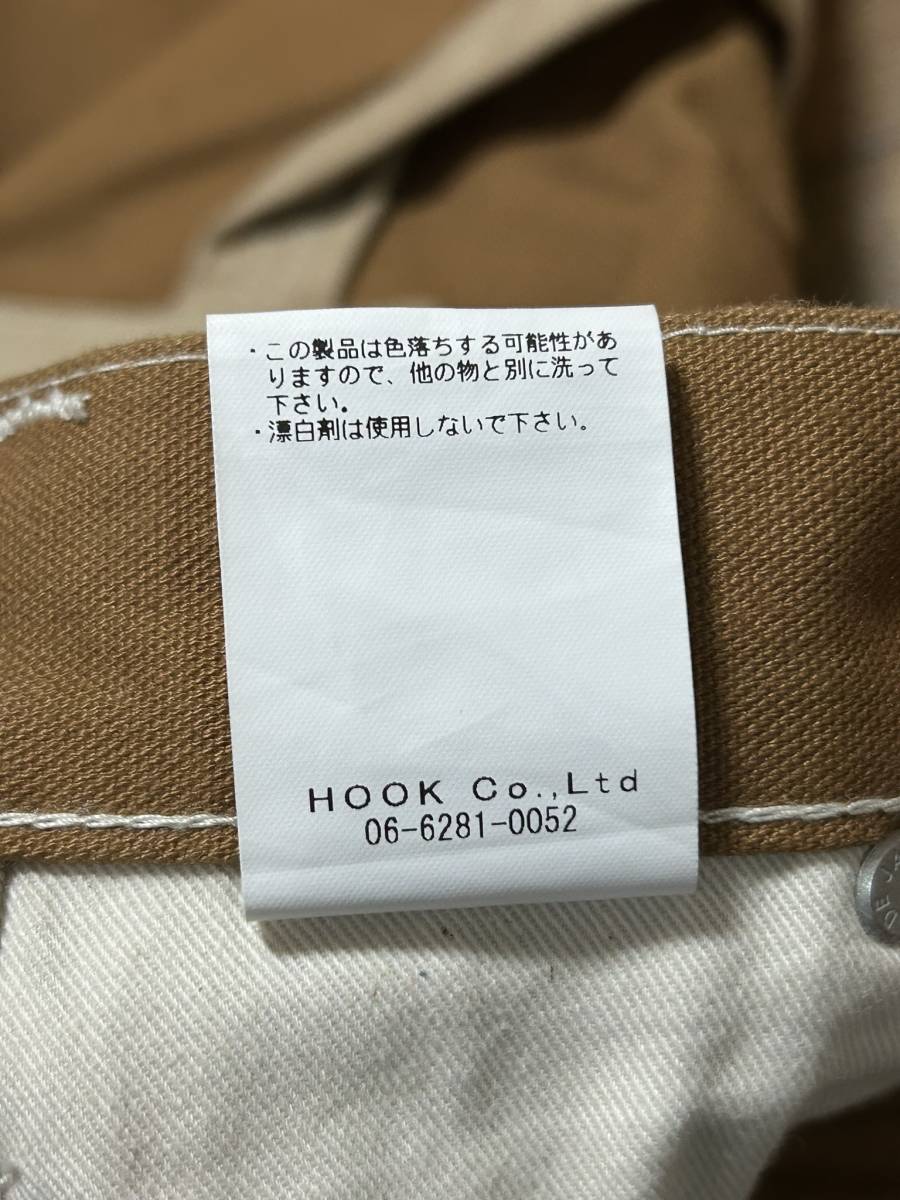 ・この製品は色落ちする可能性があ
りますので、他の物と別に洗って
下さい。
・漂白剤は使用しないで下さい。
HOOK Co.,Ltd
06-6281-0052
DE JA